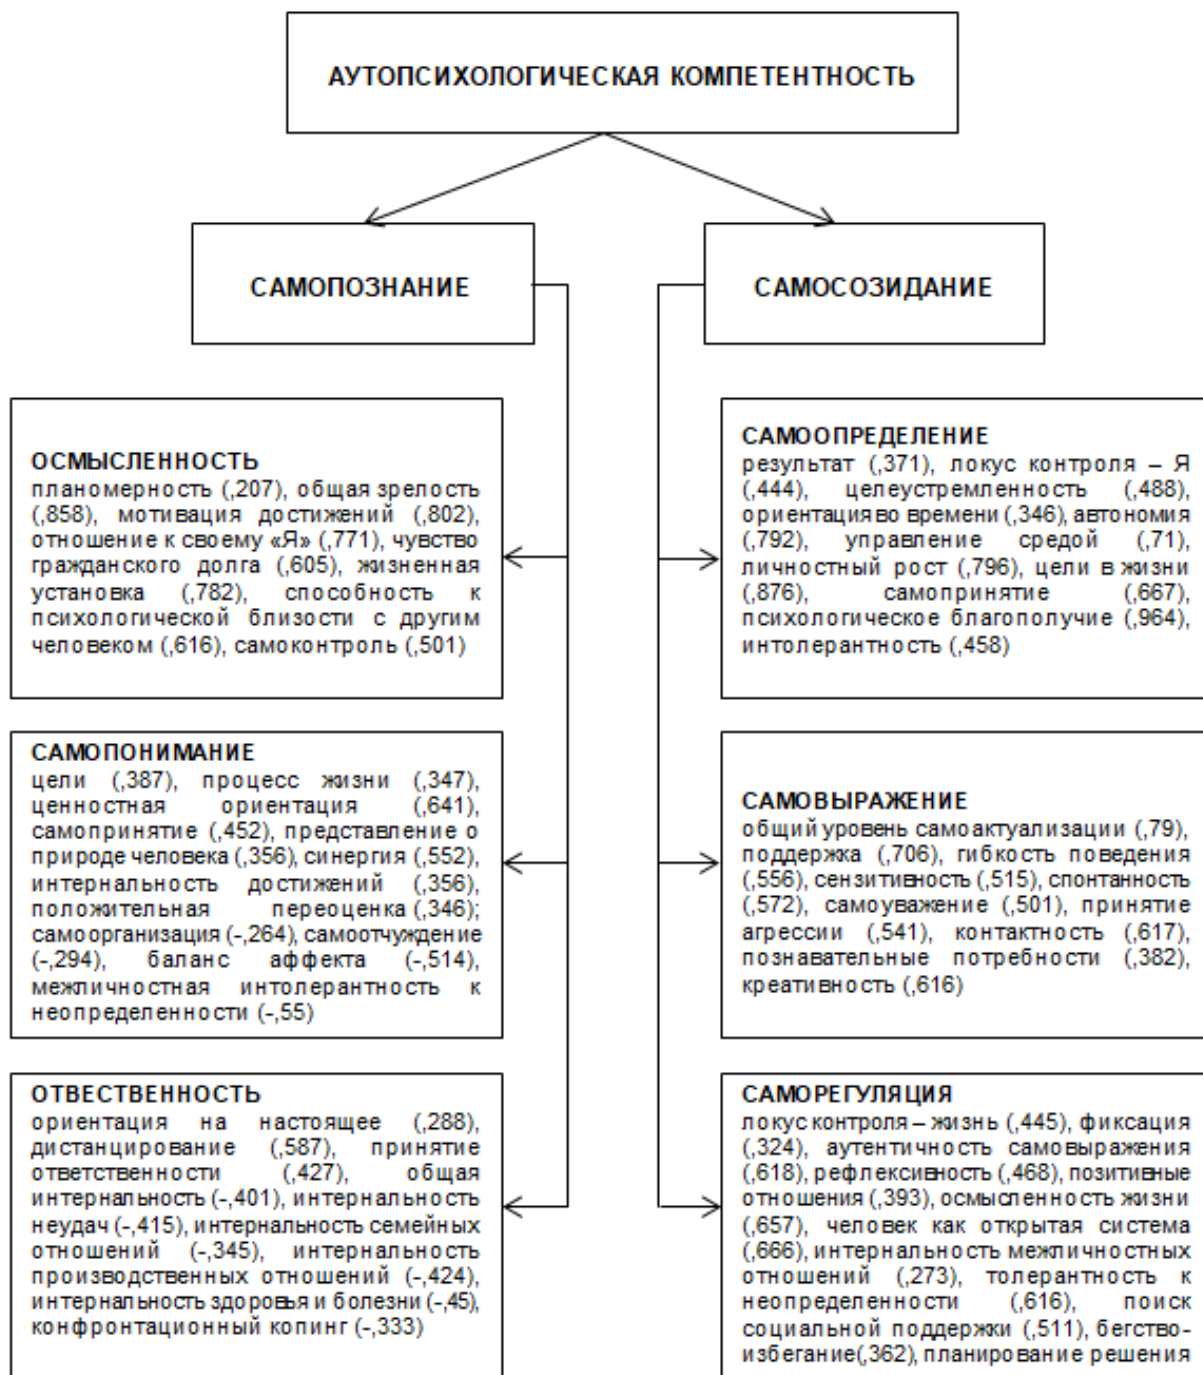 АУТОПСИХОЛОГИЧЕСКАЯ КОМПЕТЕНТНОСТЬ
САМОПОЗНАНИЕ
САМОСОЗИДАНИЕ
ОСМЫСЛЕННОСТЬ
планомерность (,207), общая зрелость
(,858), мотивация достижений (,802),
отношение к своему «Я» (,771), чувство
гражданского долга (,605), жизненная
установка (,782), способность к
психологической близости с другим
человеком (,616), самоконтроль (,501)
САМООПРЕДЕЛЕНИЕ
результат (,371), локус контроля – Я
(,444), целеустремленность (,488),
ориентация во времени (,346), автономия
(,792), управление средой (,71),
личностный рост (,796), цели в жизни
(,876), самопринятие (,667),
психологическое благополучие (,964),
интолерантность (,458)
САМОПОНИМАНИЕ
цели (,387), процесс жизни (,347),
ценностная ориентация (,641),
самопринятие (,452), представление о
природе человека (,356), синергия (,552),
интернальность достижений (,356),
положительная переоценка (,346);
самоорганизация (-,264), самоотчуждение
(-,294), баланс аффекта (-,514),
межличностная интолерантность к
неопределенности (-,55)
САМОВЫРАЖЕНИЕ
общий уровень самоактуализации (,79),
поддержка (,706), гибкость поведения
(,556), сензитивность (,515), спонтанность
(,572), самоуважение (,501), принятие
агрессии (,541), контактность (,617),
познавательные потребности (,382),
креативность (,616)
ОТВЕСТВЕННОСТЬ
ориентация на настоящее (,288),
дистанцирование (,587), принятие
ответственности (,427), общая
интернальность (-,401), интернальность
неудач (-,415), интернальность семейных
отношений (-,345), интернальность
производственных отношений (-,424),
интернальность здоровья и болезни (-,45),
конфронтационный копинг (-,333)
САМОРЕГУЛЯЦИЯ
локус контроля – жизнь (,445), фиксация
(,324), аутентичность самовыражения
(,618), рефлексивность (,468), позитивные
отношения (,393), осмысленность жизни
(,657), человек как открытая система
(,666), интернальность межличностных
отношений (,273), толерантность к
неопределенности (,616), поиск
социальной поддержки (,511), бегство-
избегание(,362), планирование решения